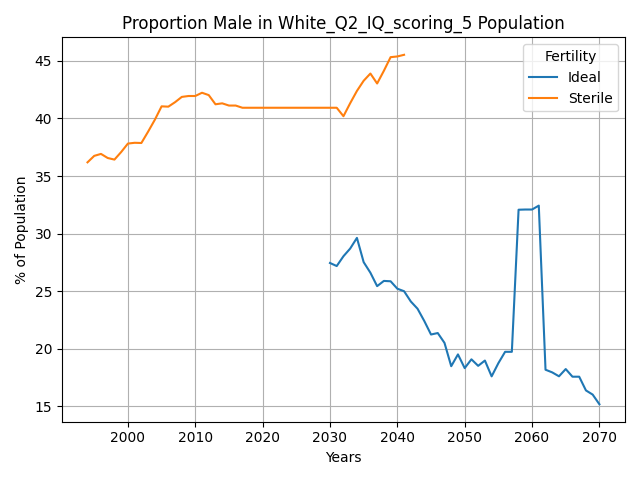 Proportion Male in White_Q2_IQ_scoring_5 Population
Fertility
Ideal
Sterile
% of Population
45
40
35
30
25
20
15
2000
2010
2020
2030
2040
2050
2060
2070
Years